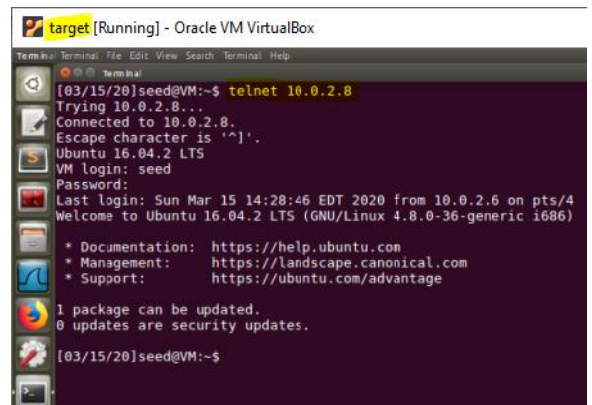 target [Running] - Oracle VM VirtualBox
Terminal Terminal File Edit View Search Terminal Help
Terminal
[03/15/20]seed@VM:~$ telnet 10.0.2.8
Trying 10.0.2.8...
Connected to 10.0.2.8.
Escape character is '^]'.
Ubuntu 16.04.2 LTS
VM login: seed
Password:
Last login: Sun Mar 15 14:28:46 EDT 2020 from 10.0.2.6 on pts/4
Welcome to Ubuntu 16.04.2 LTS (GNU/Linux 4.8.0-36-generic i686)
* Documentation: https://help.ubuntu.com
* Management: https://landscape.canonical.com
* Support: https://ubuntu.com/advantage
1 package can be updated.
0 updates are security updates.
[03/15/20]seed@VM:~$